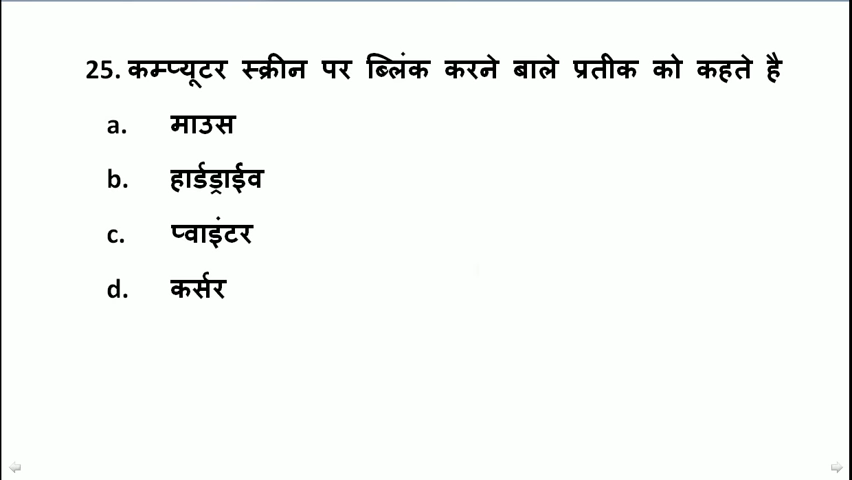 25. कम्प्यूटर स्क्रीन पर ब्लिंक करने बाले प्रतीक को कहते है
a. माउस
b. हार्डड्राईव
c. प्वाइंटर
d. कर्सर